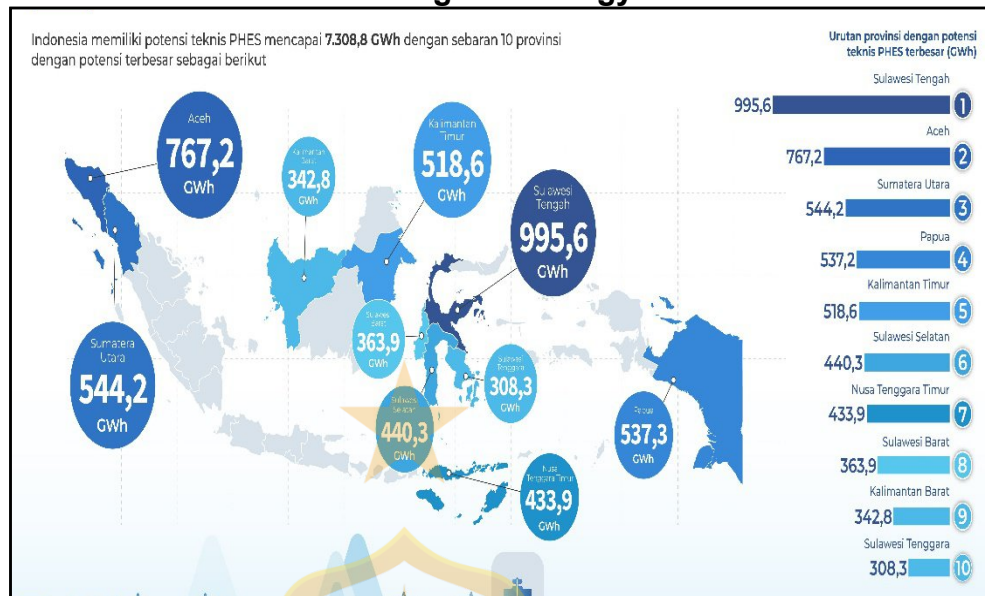 Indonesia memiliki potensi teknis PHES mencapai 7.308,8 GWh dengan sebaran 10 provinsi
dengan potensi terbesar sebagai berikut
Aceh
767,2
GWh
Kalimantan
Barat
342,8
GWh
Kalimantan
Timur
518,6
GWh
Sulawesi
Tengah
995,6
GWh
Sumatera
Utara
544,2
GWh
Sulawesi
Barat
363,9
GWh
Sulawesi
Tenggara
308,3
GWh
Sulawesi
Selatan
440,3
GWh
Papua
537,3
GWh
Nusa
Tenggara Timur
433,9
GWh
Urutan provinsi dengan potensi
teknis PHES terbesar (GWh)
Sulawesi Tengah
995,6 1
Aceh
767,2 2
Sumatera Utara
544,2 3
Papua
537,2 4
Kalimantan Timur
518,6 5
Sulawesi Selatan
440,3 6
Nusa Tenggara Timur
433,9 7
Sulawesi Barat
363,9 8
Kalimantan Barat
342,8 9
Sulawesi Tenggara
308,3 10